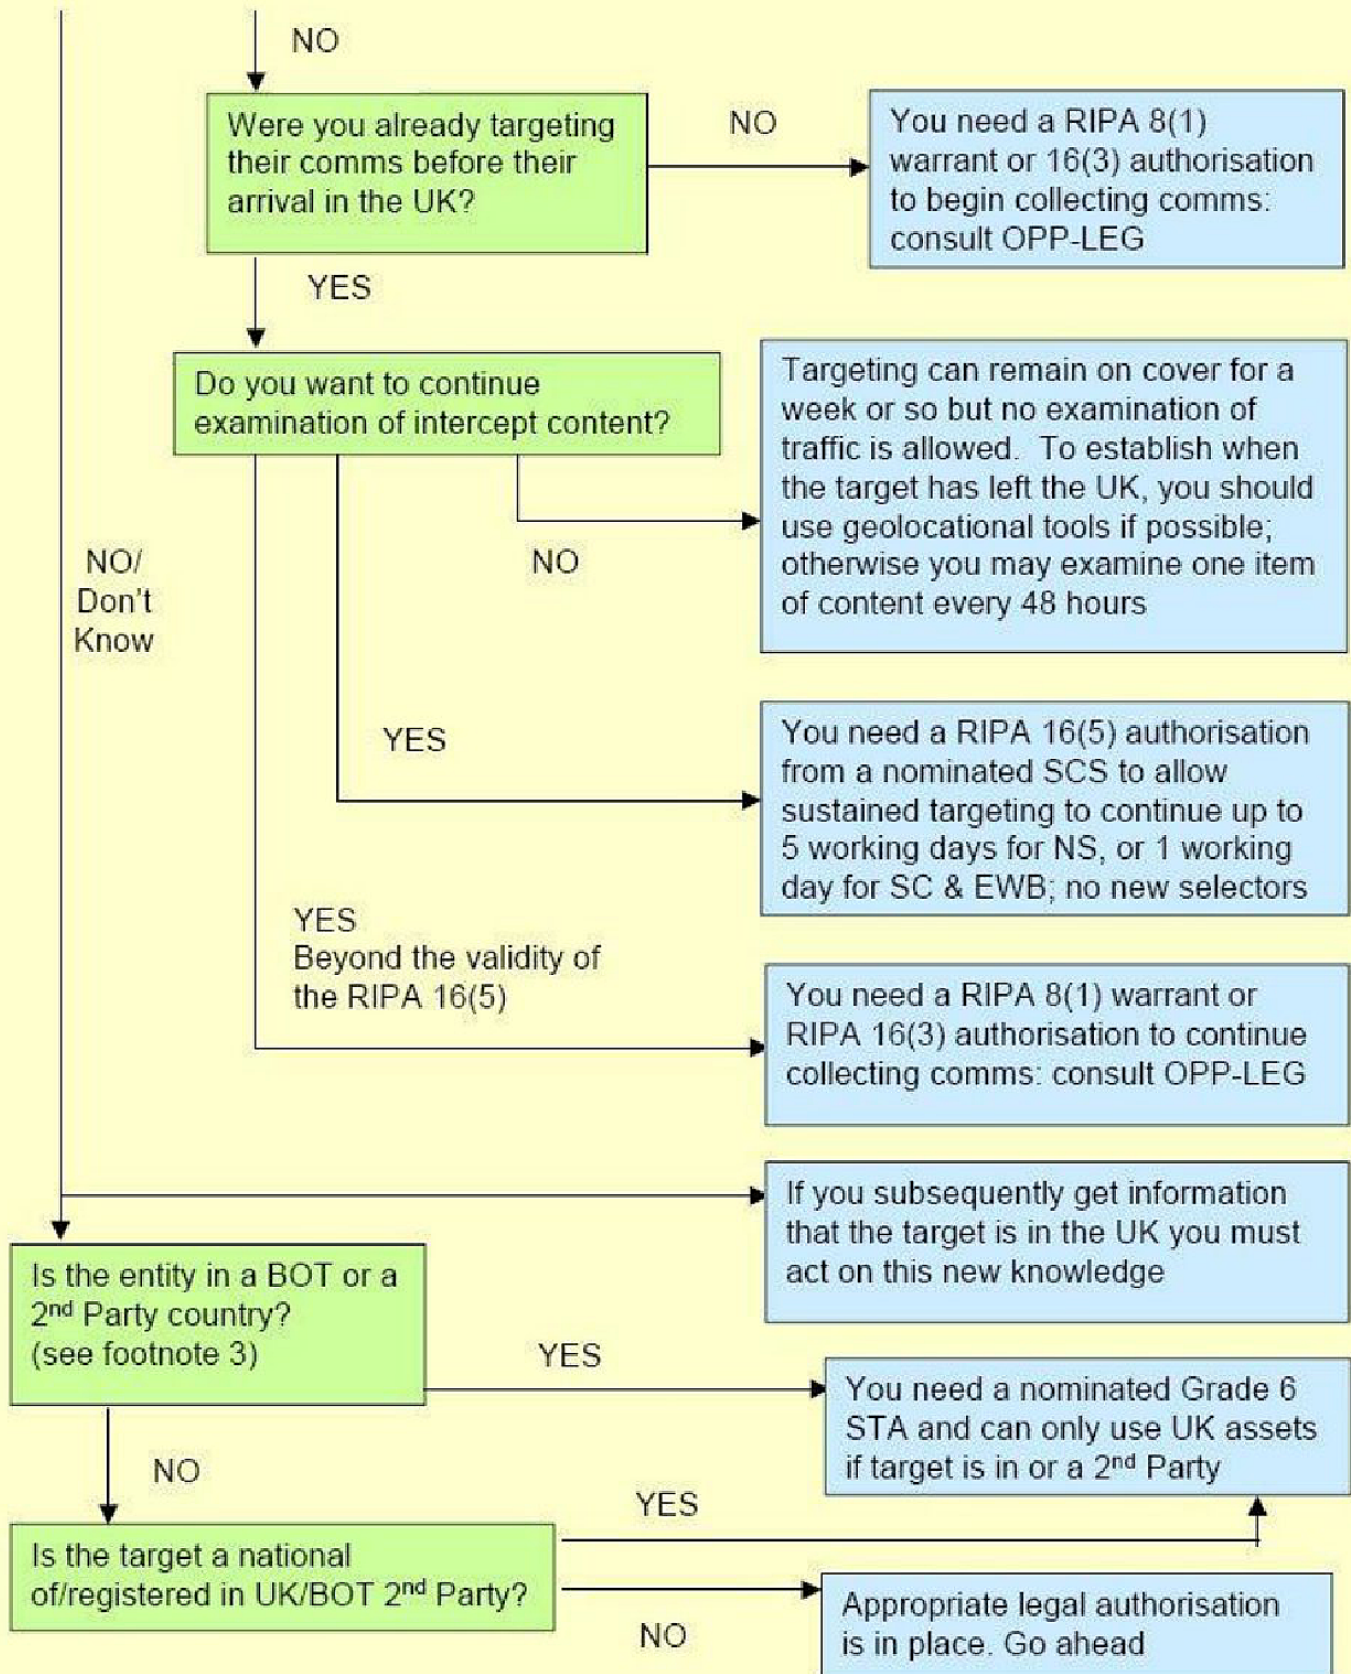 NO
Were you already targeting
their comms before their
arrival in the UK?
NO
You need a RIPA 8(1)
warrant or 16(3) authorisation
to begin collecting comms:
consult OPP-LEG
YES
Do you want to continue
examination of intercept content?
NO
Targeting can remain on cover for a
week or so but no examination of
traffic is allowed. To establish when
the target has left the UK, you should
use geolocational tools if possible;
otherwise you may examine one item
of content every 48 hours
NO/
Don't
Know
YES
You need a RIPA 16(5) authorisation
from a nominated SCS to allow
sustained targeting to continue up to
5 working days for NS, or 1 working
day for SC & EWB; no new selectors
YES
Beyond the validity of
the RIPA 16(5)
You need a RIPA 8(1) warrant or
RIPA 16(3) authorisation to continue
collecting comms: consult OPP-LEG
If you subsequently get information
that the target is in the UK you must
act on this new knowledge
Is the entity in a BOT or a
2nd Party country?
(see footnote 3)
YES
You need a nominated Grade 6
STA and can only use UK assets
if target is in or a 2nd Party
NO
Is the target a national
of/registered in UK/BOT 2nd Party?
YES
NO
Appropriate legal authorisation
is in place. Go ahead